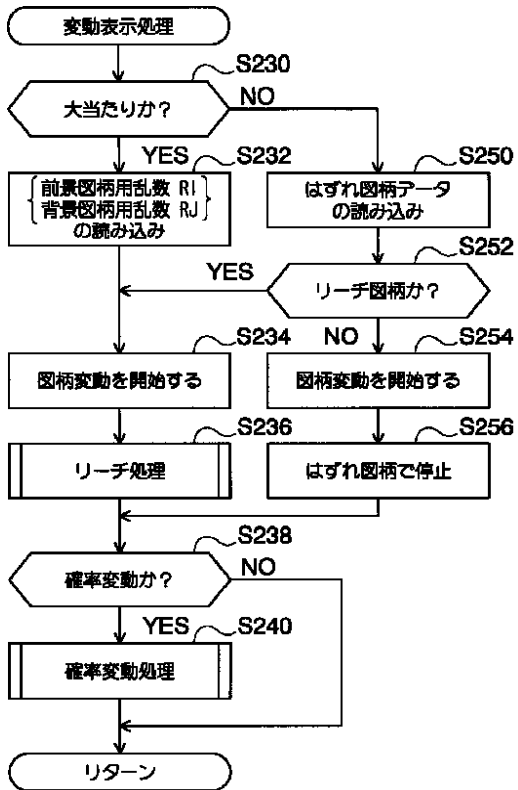 変動表示処理
S230
大当たりか？
NO
YES
S232
前景図柄用乱数 RI
背景図柄用乱数 RJ
の読み込み
S250
はずれ図柄データ
の読み込み
S252
リーチ図柄か？
YES
NO
S234
図柄変動を開始する
S254
図柄変動を開始する
S236
リーチ処理
S256
はずれ図柄で停止
S238
確率変動か？
NO
YES
S240
確率変動処理
リターン